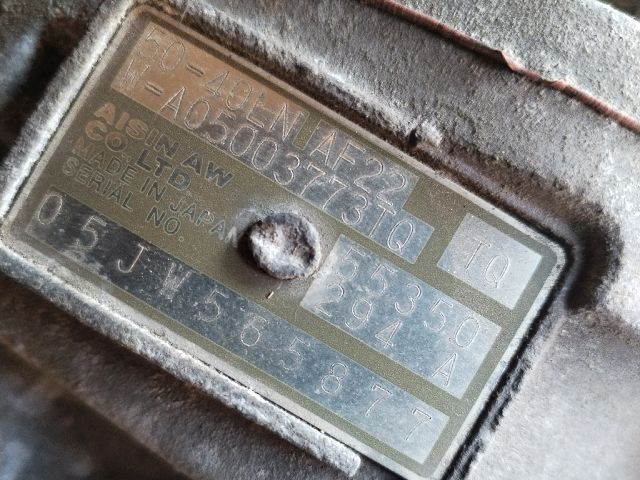 50-40LN AF22
W-A05003773TQ
TQ
AISIN AW
CO.LTD
MADE IN JAPAN
SERIAL NO.
55350
294 A
05JW565877